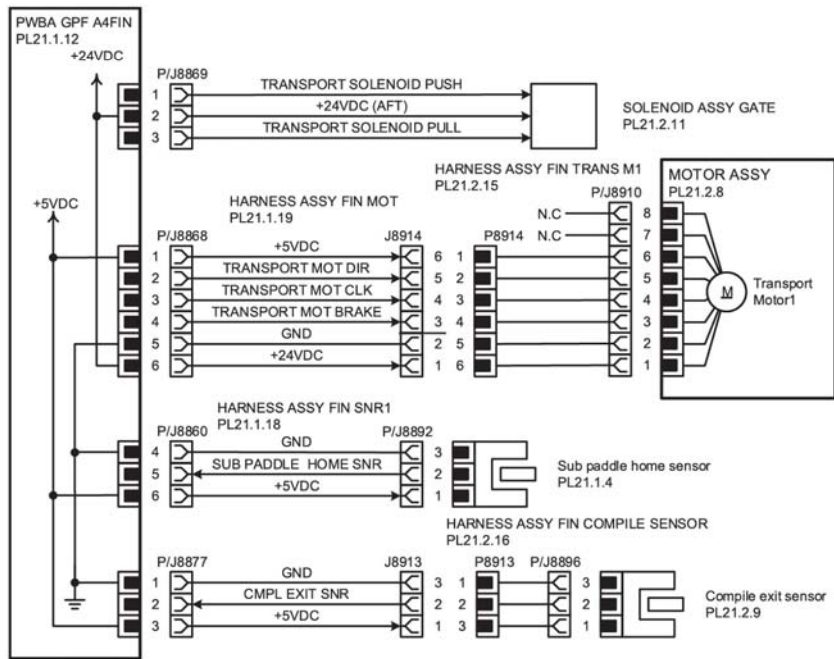 PWBA GPF A4FIN
PL21.1.12
+24VDC
P/J8869
1 TRANSPORT SOLENOID PUSH
2 +24VDC (AFT)
3 TRANSPORT SOLENOID PULL
SOLENOID ASSY GATE
PL21.2.11
+5VDC
HARNESS ASSY FIN MOT
PL21.1.19
HARNESS ASSY FIN TRANS M1
PL21.2.15
MOTOR ASSY
PL21.2.8
P/J8868
J8914
P8914
P/J8910
N.C 8
N.C 7
1 +5VDC 6 1 6
2 TRANSPORT MOT DIR 5 2 5
3 TRANSPORT MOT CLK 4 3 4
4 TRANSPORT MOT BRAKE 3 4 3
5 GND 2 5 2
6 +24VDC 1 6 1
M
Transport
Motor1
HARNESS ASSY FIN SNR1
PL21.1.18
P/J8860
P/J8892
4 GND 3
5 SUB PADDLE HOME SNR 2
6 +5VDC 1
Sub paddle home sensor
PL21.1.4
HARNESS ASSY FIN COMPILE SENSOR
PL21.2.16
P/J8877
J8913
P8913
P/J8896
1 GND 3 1 3
2 CMPL EXIT SNR 2 2 2
3 +5VDC 1 3 1
Compile exit sensor
PL21.2.9